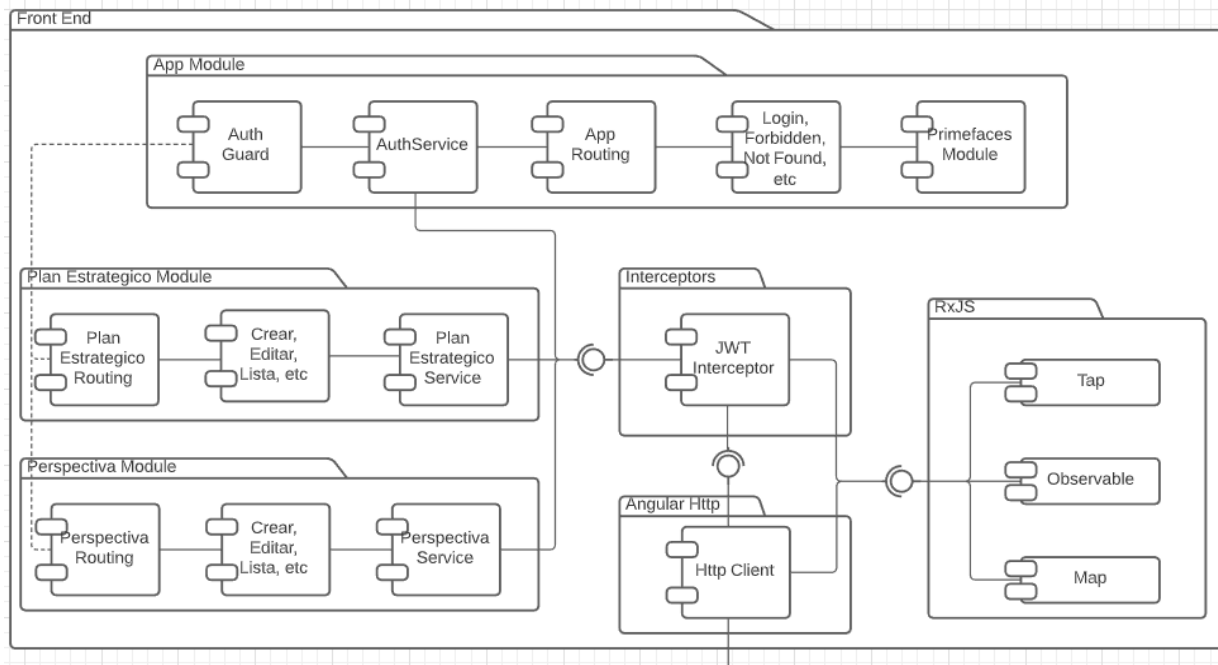 Front End
App Module
Auth
Guard
AuthService
App
Routing
Login,
Forbidden,
Not Found,
etc
Primefaces
Module
Plan Estrategico Module
Plan
Estrategico
Routing
Crear,
Editar,
Lista, etc
Plan
Estrategico
Service
Interceptors
JWT
Interceptor
RxJS
Tap
Observable
Map
Perspectiva Module
Perspectiva
Routing
Crear,
Editar,
Lista, etc
Perspectiva
Service
Angular Http
Http Client